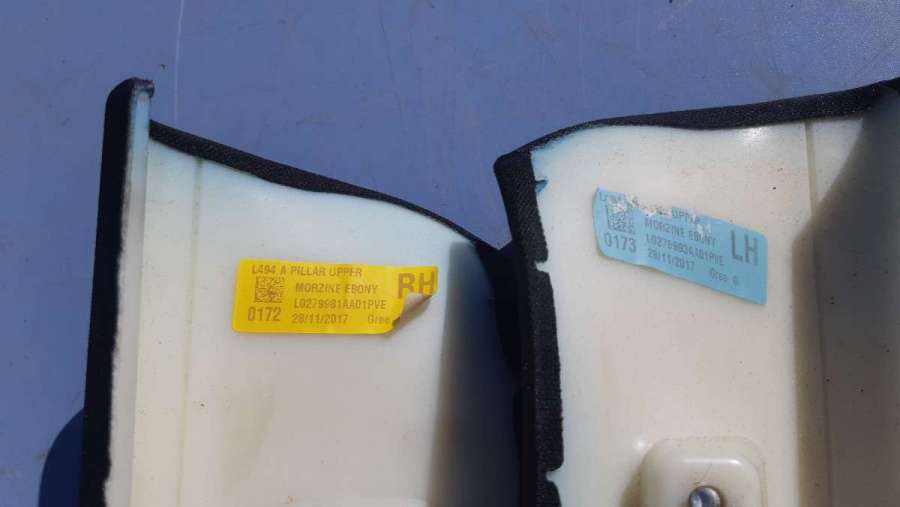 L494 A PILLAR UPPER
RH
MORZINE EBONY
L0279981AA01PVE
0172
28/11/2017
UPPER
LH
MORZINE EBONY
0173
28/11/2017 Gree